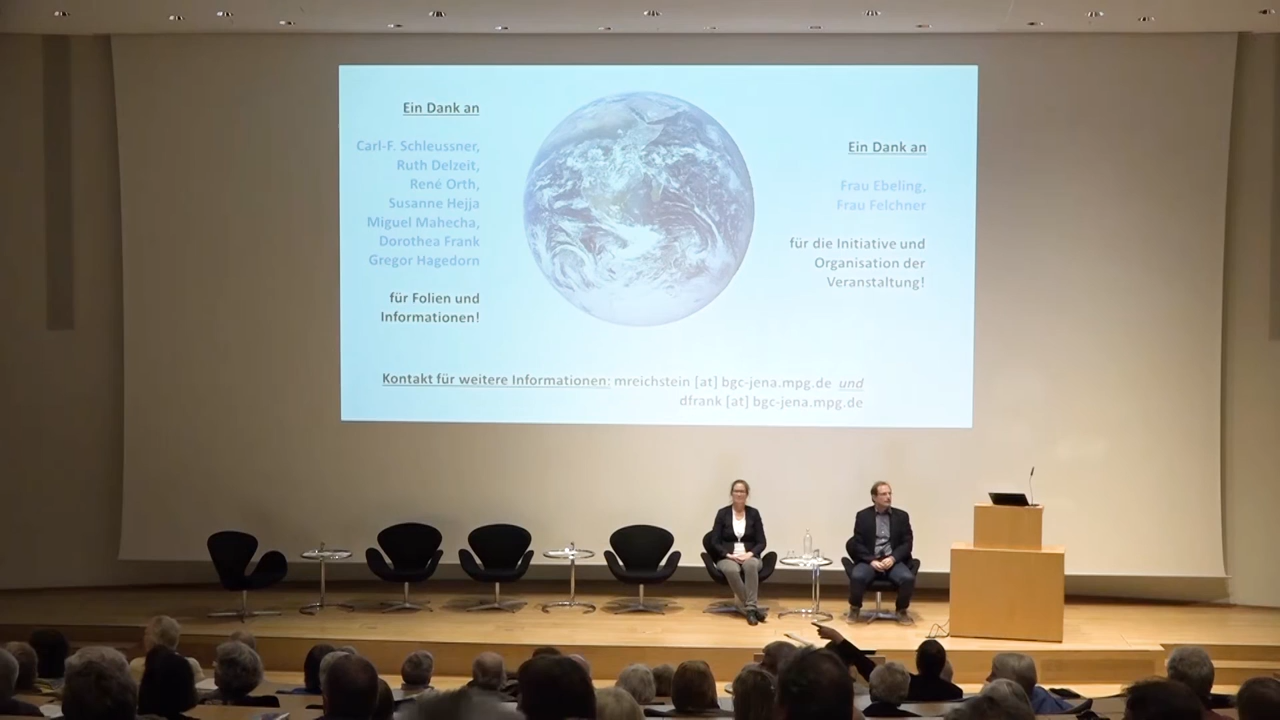 Ein Dank an
Carl-F. Schleussner,
Ruth Delzeit,
René Orth,
Susanne Hejja
Miguel Mahecha,
Dorothea Frank
Gregor Hagedorn
für Folien und
Informationen!
Ein Dank an
Frau Ebeling,
Frau Felchner
für die Initiative und
Organisation der
Veranstaltung!
Kontakt für weitere Informationen: mreichstein [at] bgc-jena.mpg.de und
dfrank [at] bgc-jena.mpg.de